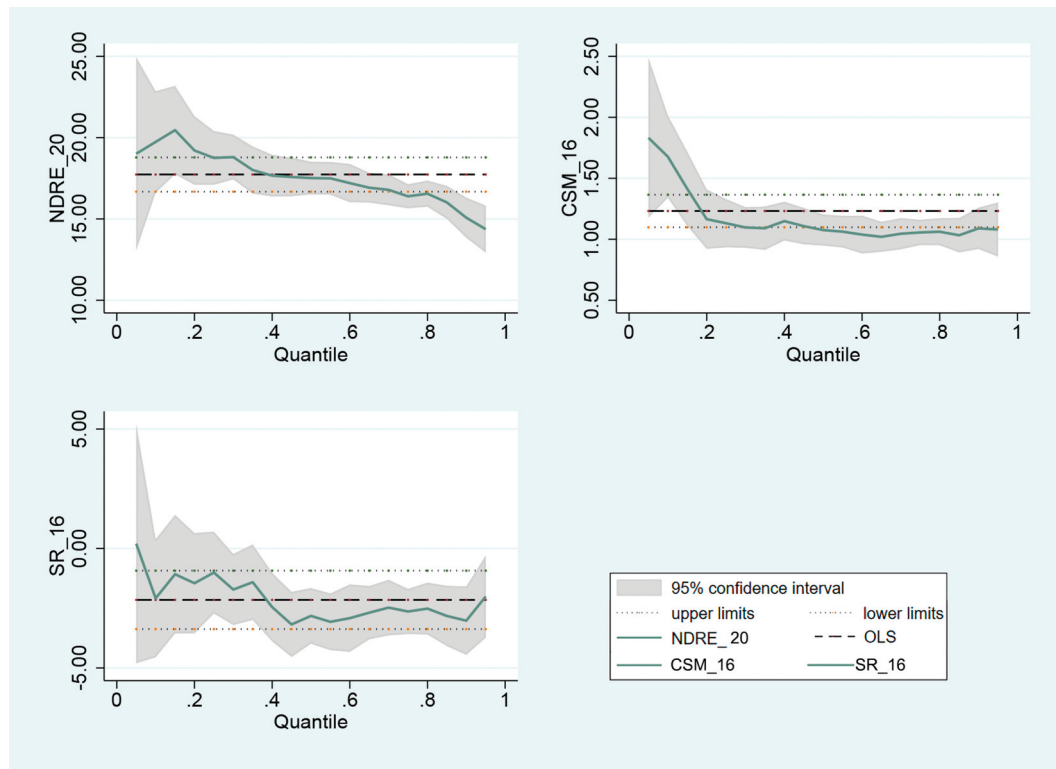 25.00
20.00
15.00
10.00
NDRE_20
0 .2 .4 .6 .8 1
Quantile
2.50
2.00
1.50
1.00
0.50
CSM_16
0 .2 .4 .6 .8 1
Quantile
5.00
0.00
-5.00
SR_16
0 .2 .4 .6 .8 1
Quantile
95% confidence interval
upper limits lower limits
NDRE_20 OLS
CSM_16 SR_16